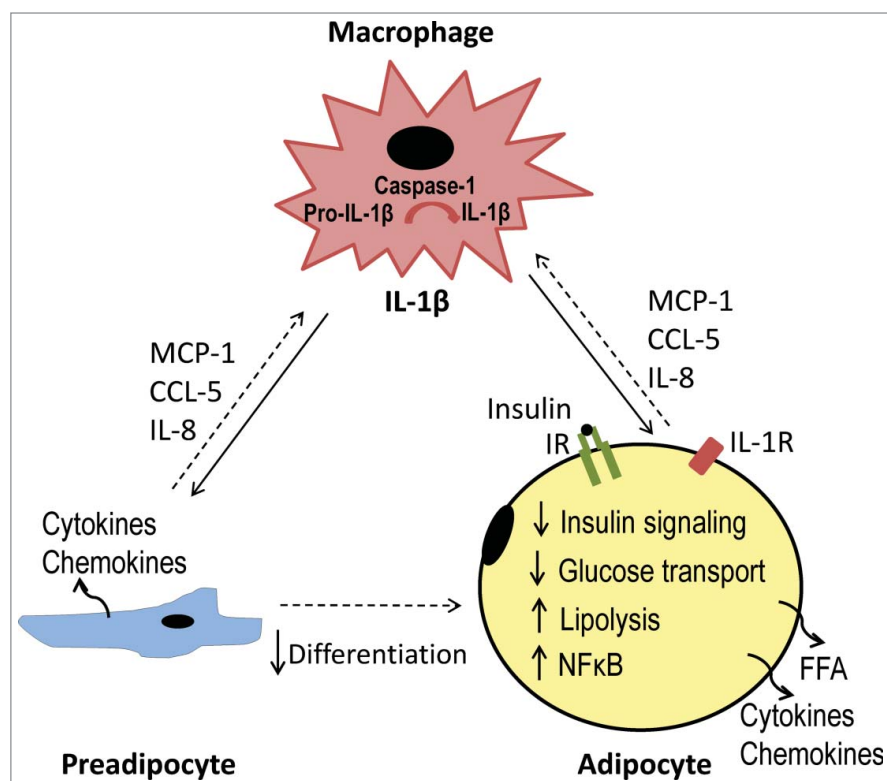 Macrophage
Caspase-1
Pro-IL-1β
IL-1β
IL-1β
MCP-1
CCL-5
IL-8
MCP-1
CCL-5
IL-8
Insulin
IR
IL-1R
Cytokines
Chemokines
↓ Insulin signaling
↓ Glucose transport
↑ Lipolysis
↑ NFκB
↓ Differentiation
FFA
Cytokines
Chemokines
Preadipocyte
Adipocyte